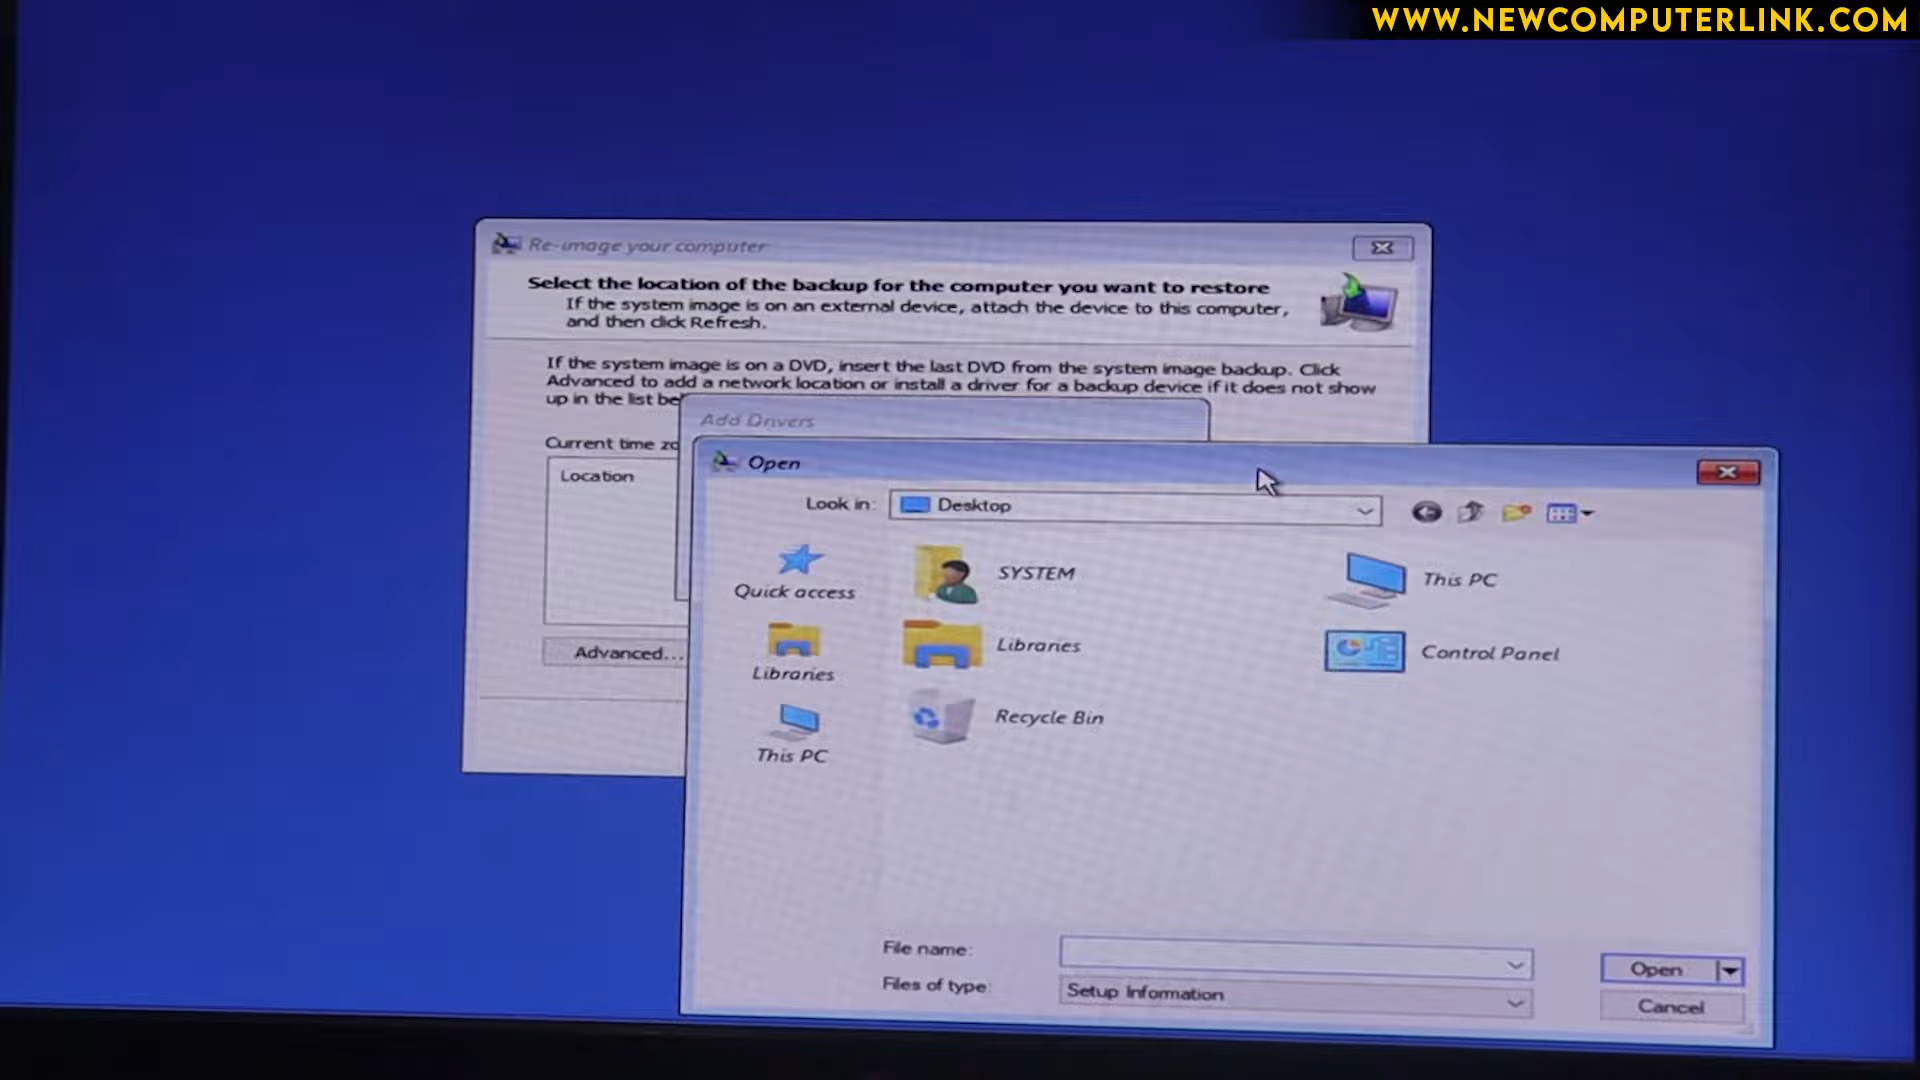 WWW.NEWCOMPUTERLINK.COM
Re-image your computer
Select the location of the backup for the computer you want to restore
If the system image is on an external device, attach the device to this computer,
and then click Refresh.
If the system image is on a DVD, insert the last DVD from the system image backup. Click
Advanced to add a network location or install a driver for a backup device if it does not show
up in the list be
Add Drivers
Current time zo
Open
Location
Look in:
Desktop
Quick access
SYSTEM
This PC
Libraries
Libraries
Control Panel
Advanced...
Recycle Bin
This PC
File name:
Files of type:
Setup Information
Open
Cancel